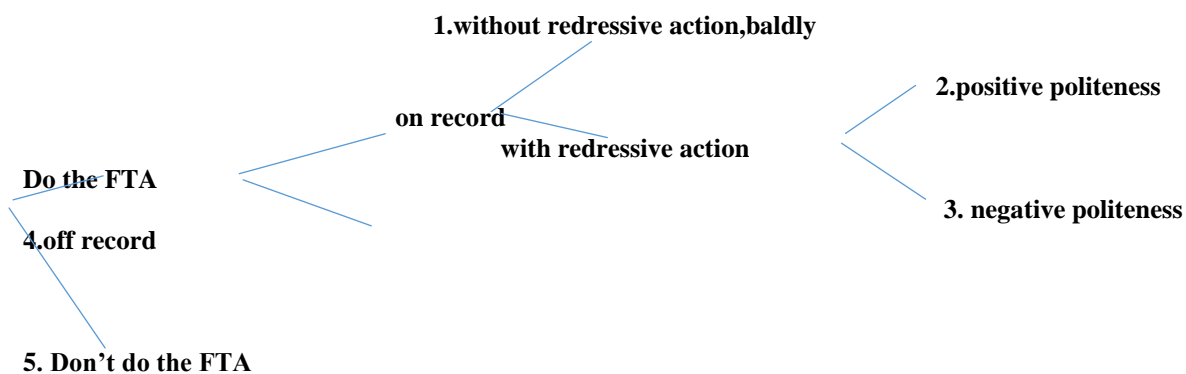 1.without redressive action,baldly
2.positive politeness
on record
with redressive action
Do the FTA
3. negative politeness
4.off record
5. Don’t do the FTA